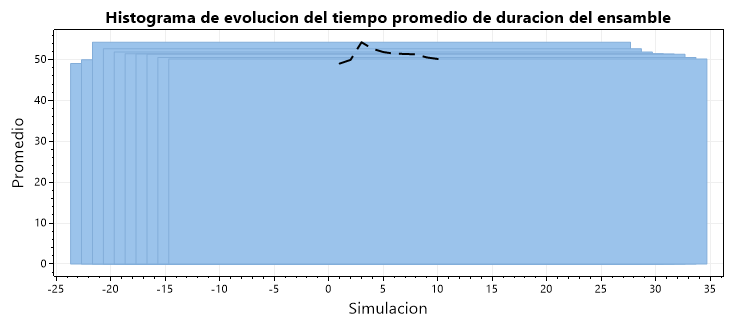 Histograma de evolucion del tiempo promedio de duracion del ensamble
Promedio
50
40
30
20
10
0
-25 -20 -15 -10 -5 0 5 10 15 20 25 30 35
Simulacion